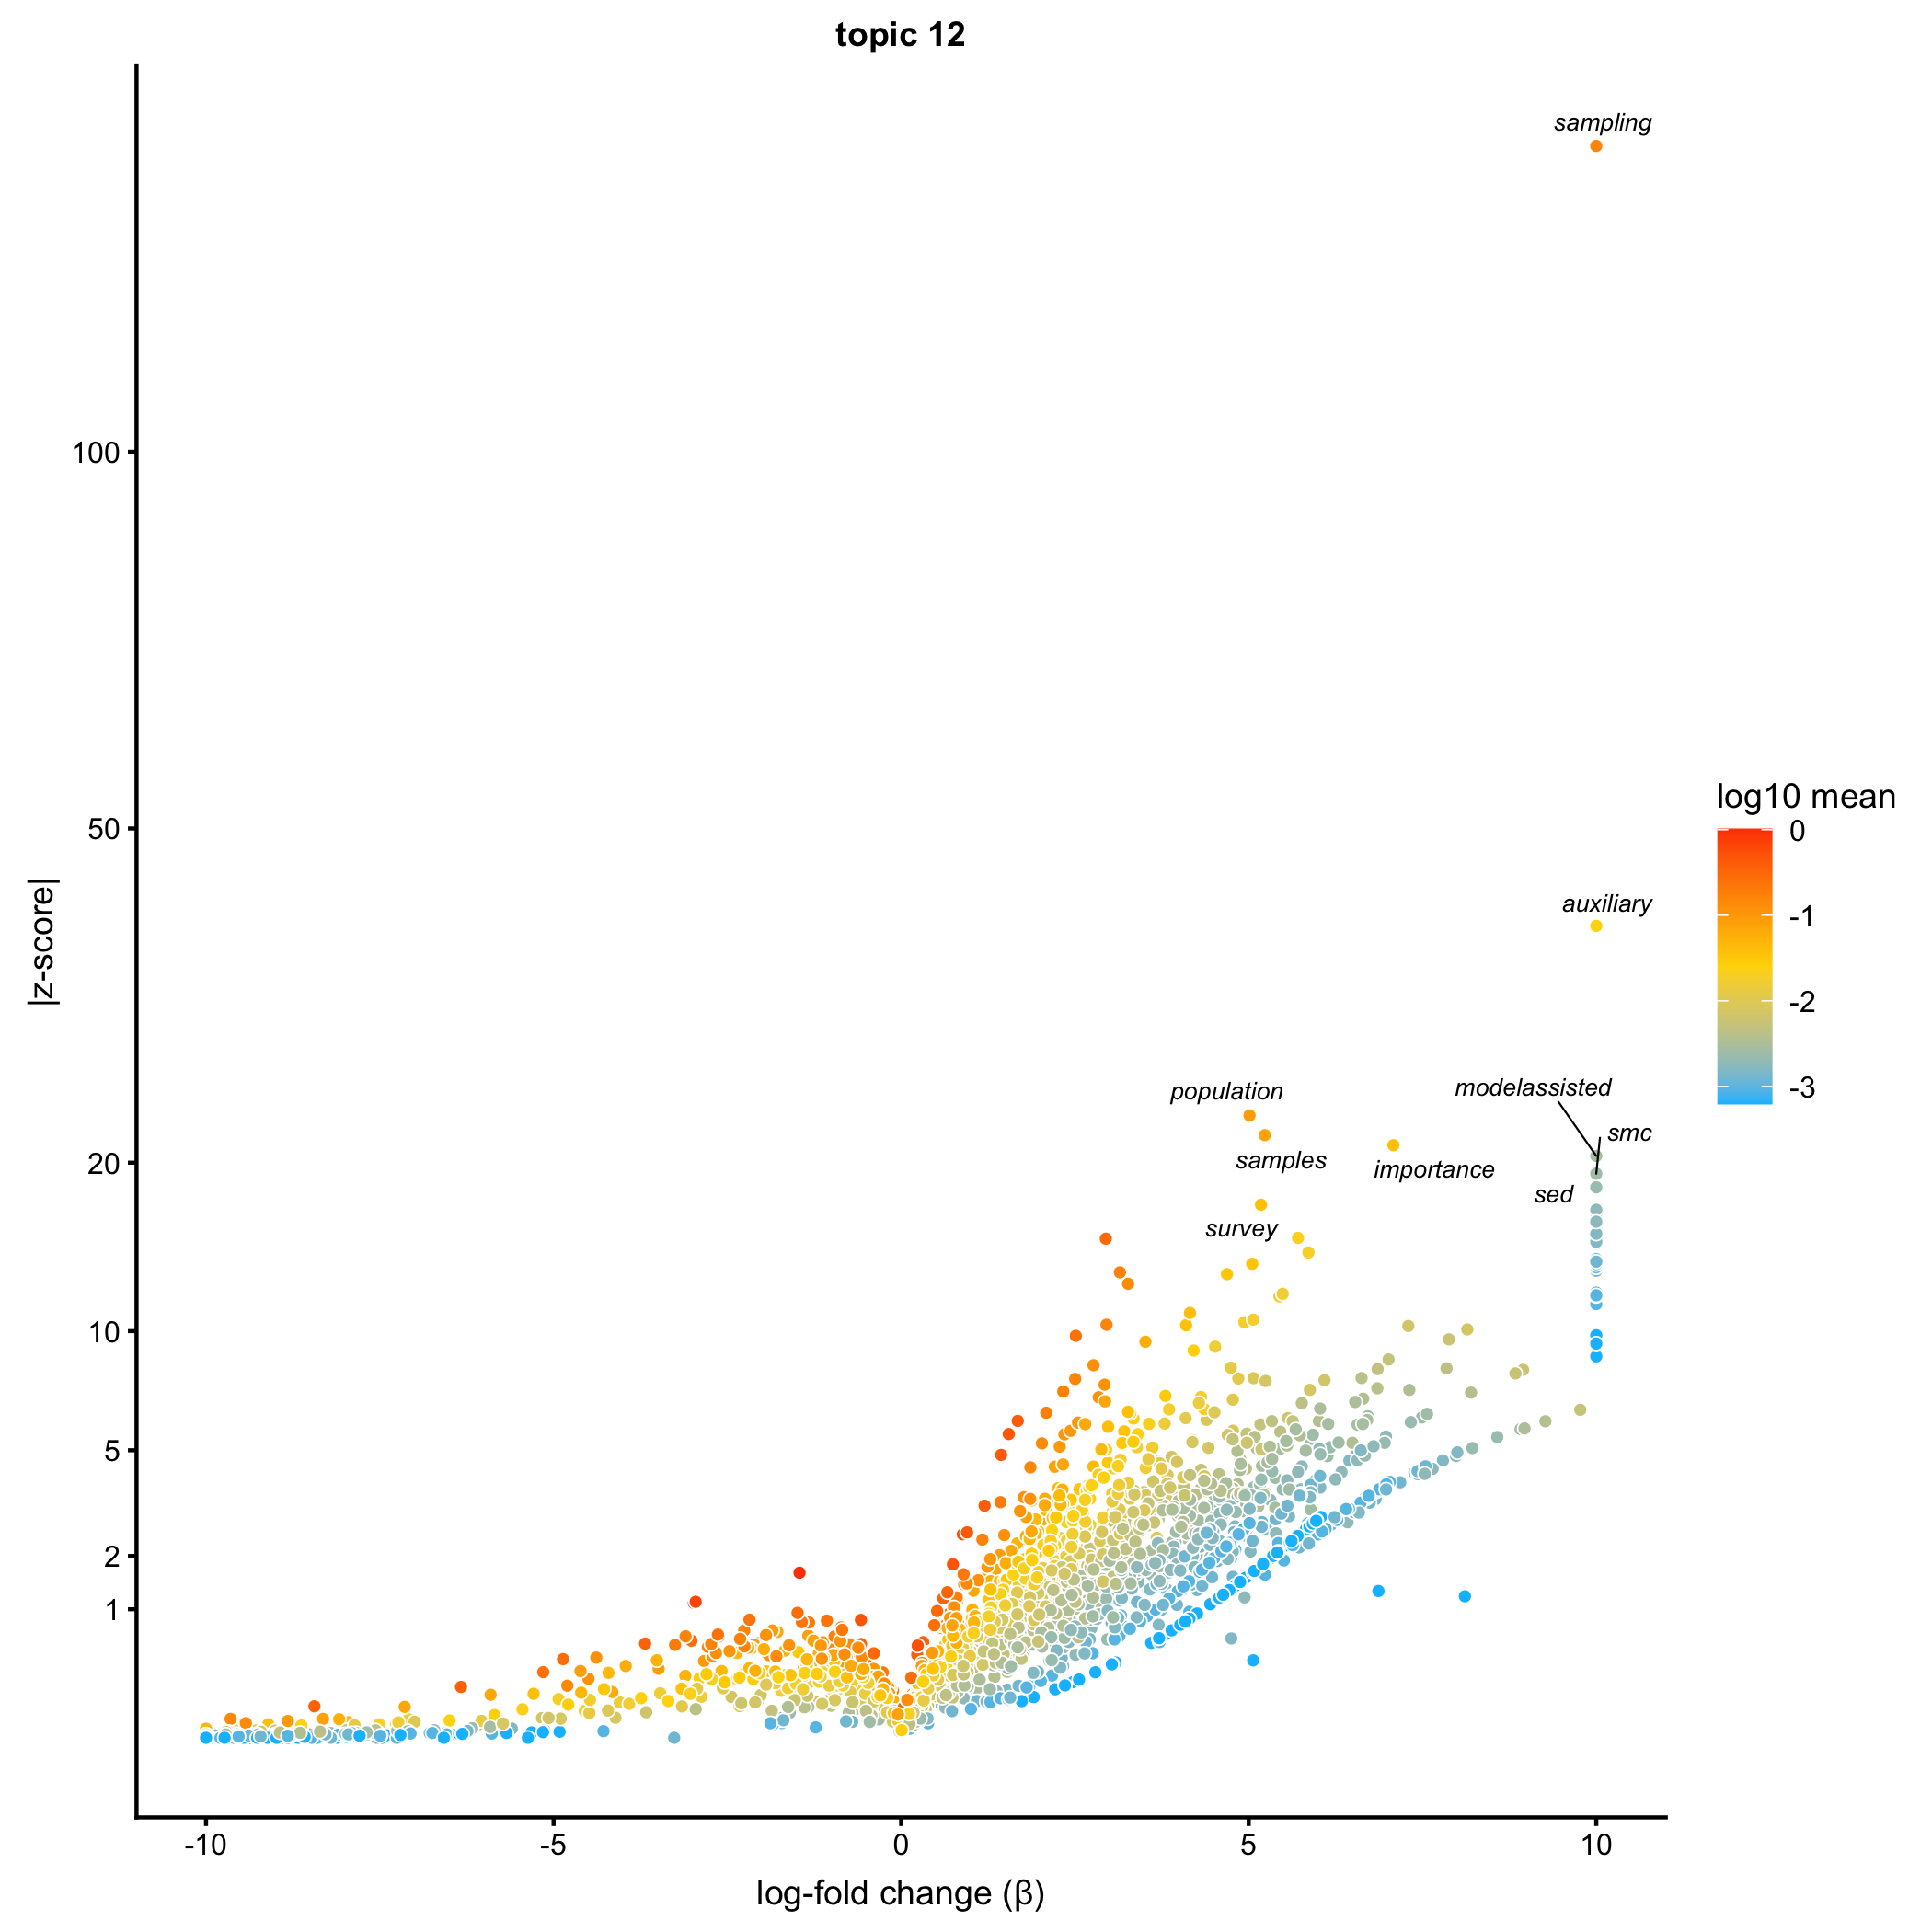 topic 12
sampling
100
50
auxiliary
population
samples
importance
modelassisted
smc
sed
survey
20
10
5
2
1
|z-score|
-10
-5
0
5
10
log-fold change (β)
log10 mean
0
-1
-2
-3